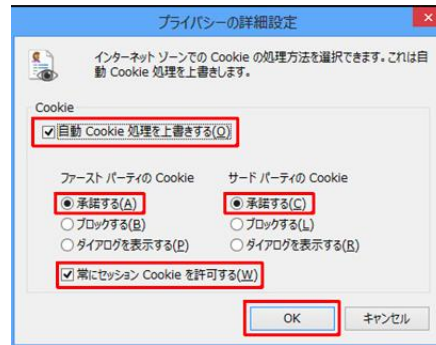 プライバシーの詳細設定
インターネット ゾーンでの Cookie の処理方法を選択できます。これは自
動 Cookie 処理を上書きします。
Cookie
自動 Cookie 処理を上書きする(O)
ファースト パーティの Cookie サード パーティの Cookie
承諾する(A) 承諾する(C)
ブロックする(B) ブロックする(L)
ダイアログを表示する(P) ダイアログを表示する(R)
常にセッション Cookie を許可する(W)
OK キャンセル